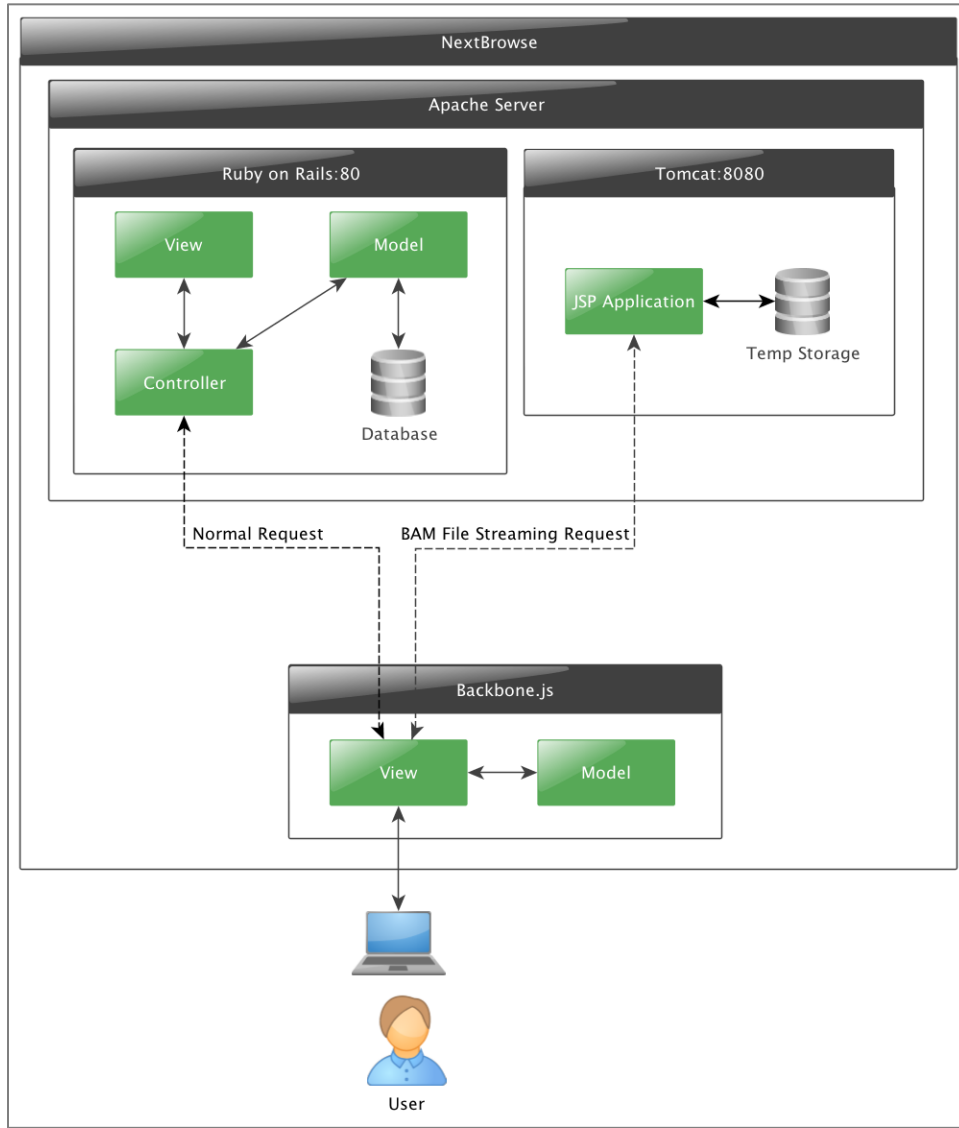 NextBrowse
Apache Server
Ruby on Rails:80
Tomcat:8080
View
Model
JSP Application
Temp Storage
Controller
Database
Normal Request
BAM File Streaming Request
Backbone.js
View
Model
User